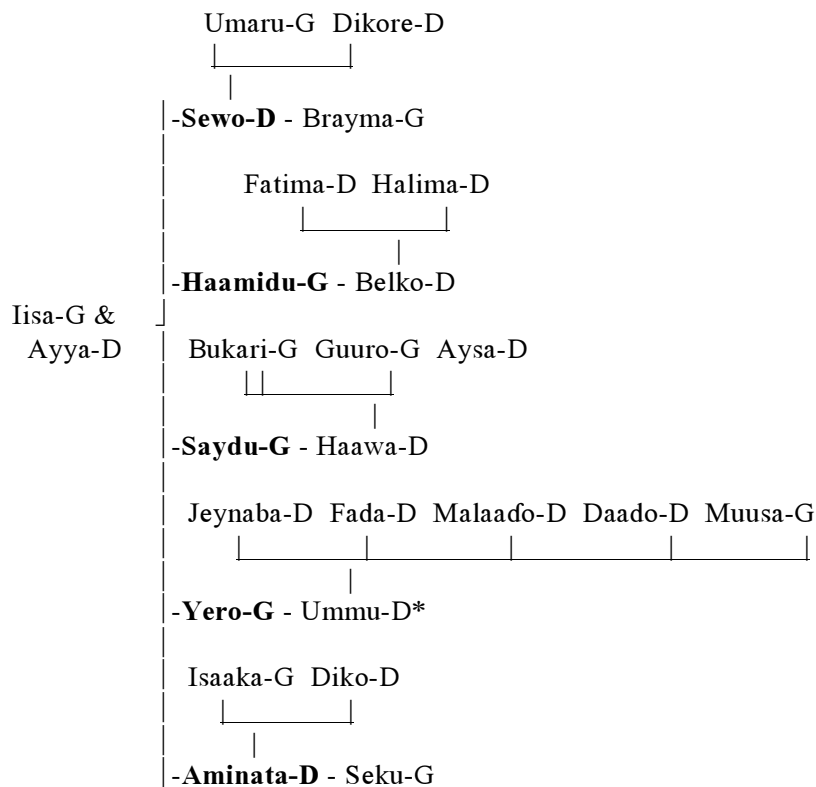 Umaru-G Dikore-D
-Sewo-D - Brayma-G
Fatima-D Halima-D
-Haamidu-G - Belko-D
Iisa-G &
Ayya-D
Bukari-G Guuro-G Aysa-D
-Saydu-G - Haawa-D
Jeynaba-D Fada-D Malaaɗo-D Daado-D Muusa-G
-Yero-G - Ummu-D*
Isaaka-G Diko-D
-Aminata-D - Seku-G